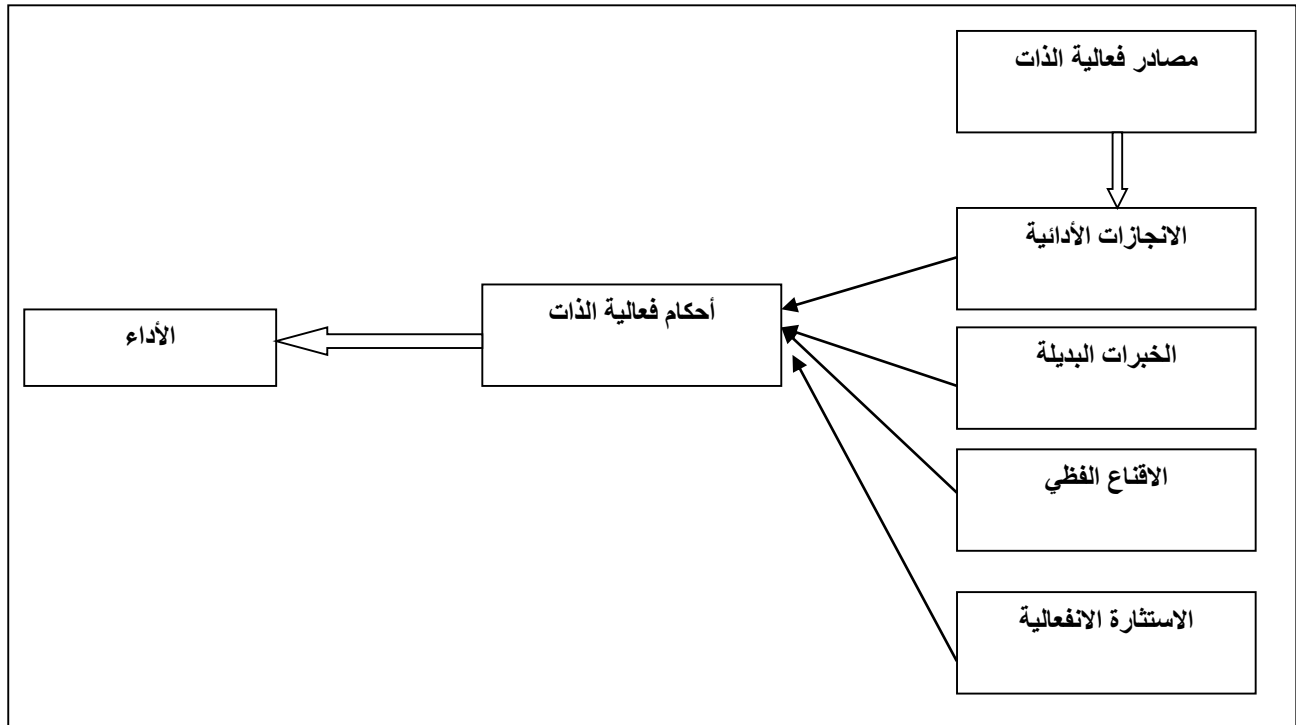 مصادر فعالية الذات
الانجازات الأدائية
أحكام فعالية الذات
الأداء
الخبرات البديلة
الاقناع الفظي
الاستثارة الانفعالية